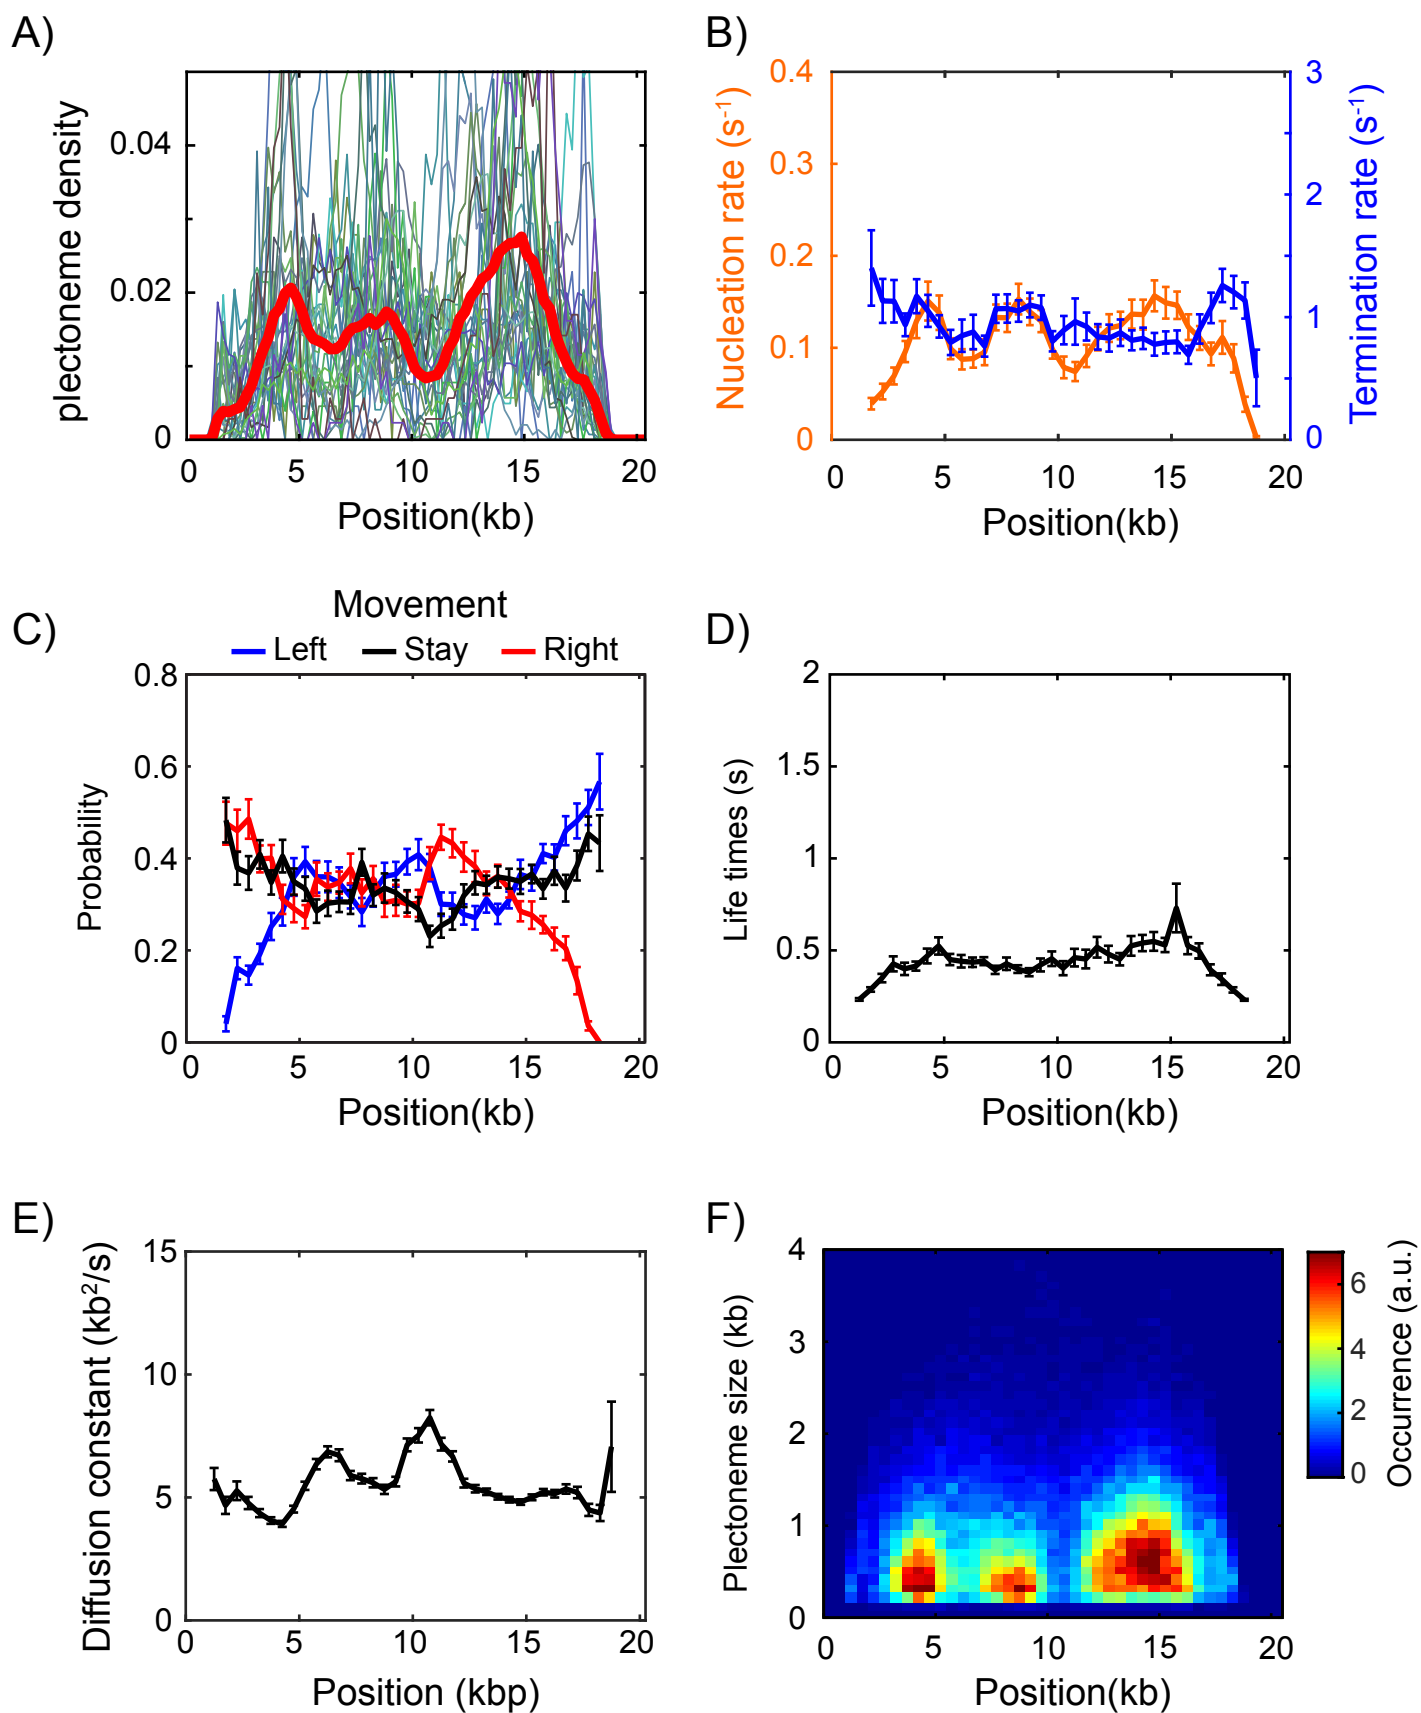 A)
plectoneme density
0.04
0.02
0
0 5 10 15 20
Position(kb)
B)
Nucleation rate (s-1)
0.4
0.3
0.2
0.1
0
Termination rate (s-1)
3
2
1
0
0 5 10 15 20
Position(kb)
C)
Movement
Left Stay Right
Probability
0.8
0.6
0.4
0.2
0
0 5 10 15 20
Position(kb)
D)
Life times (s)
2
1.5
1
0.5
0
0 5 10 15 20
Position(kb)
E)
Diffusion constant (kb2/s)
15
10
5
0
0 5 10 15 20
Position (kbp)
F)
Plectoneme size (kb)
4
3
2
1
0
0 5 10 15 20
Position(kb)
6
4
2
0
Occurrence (a.u.)